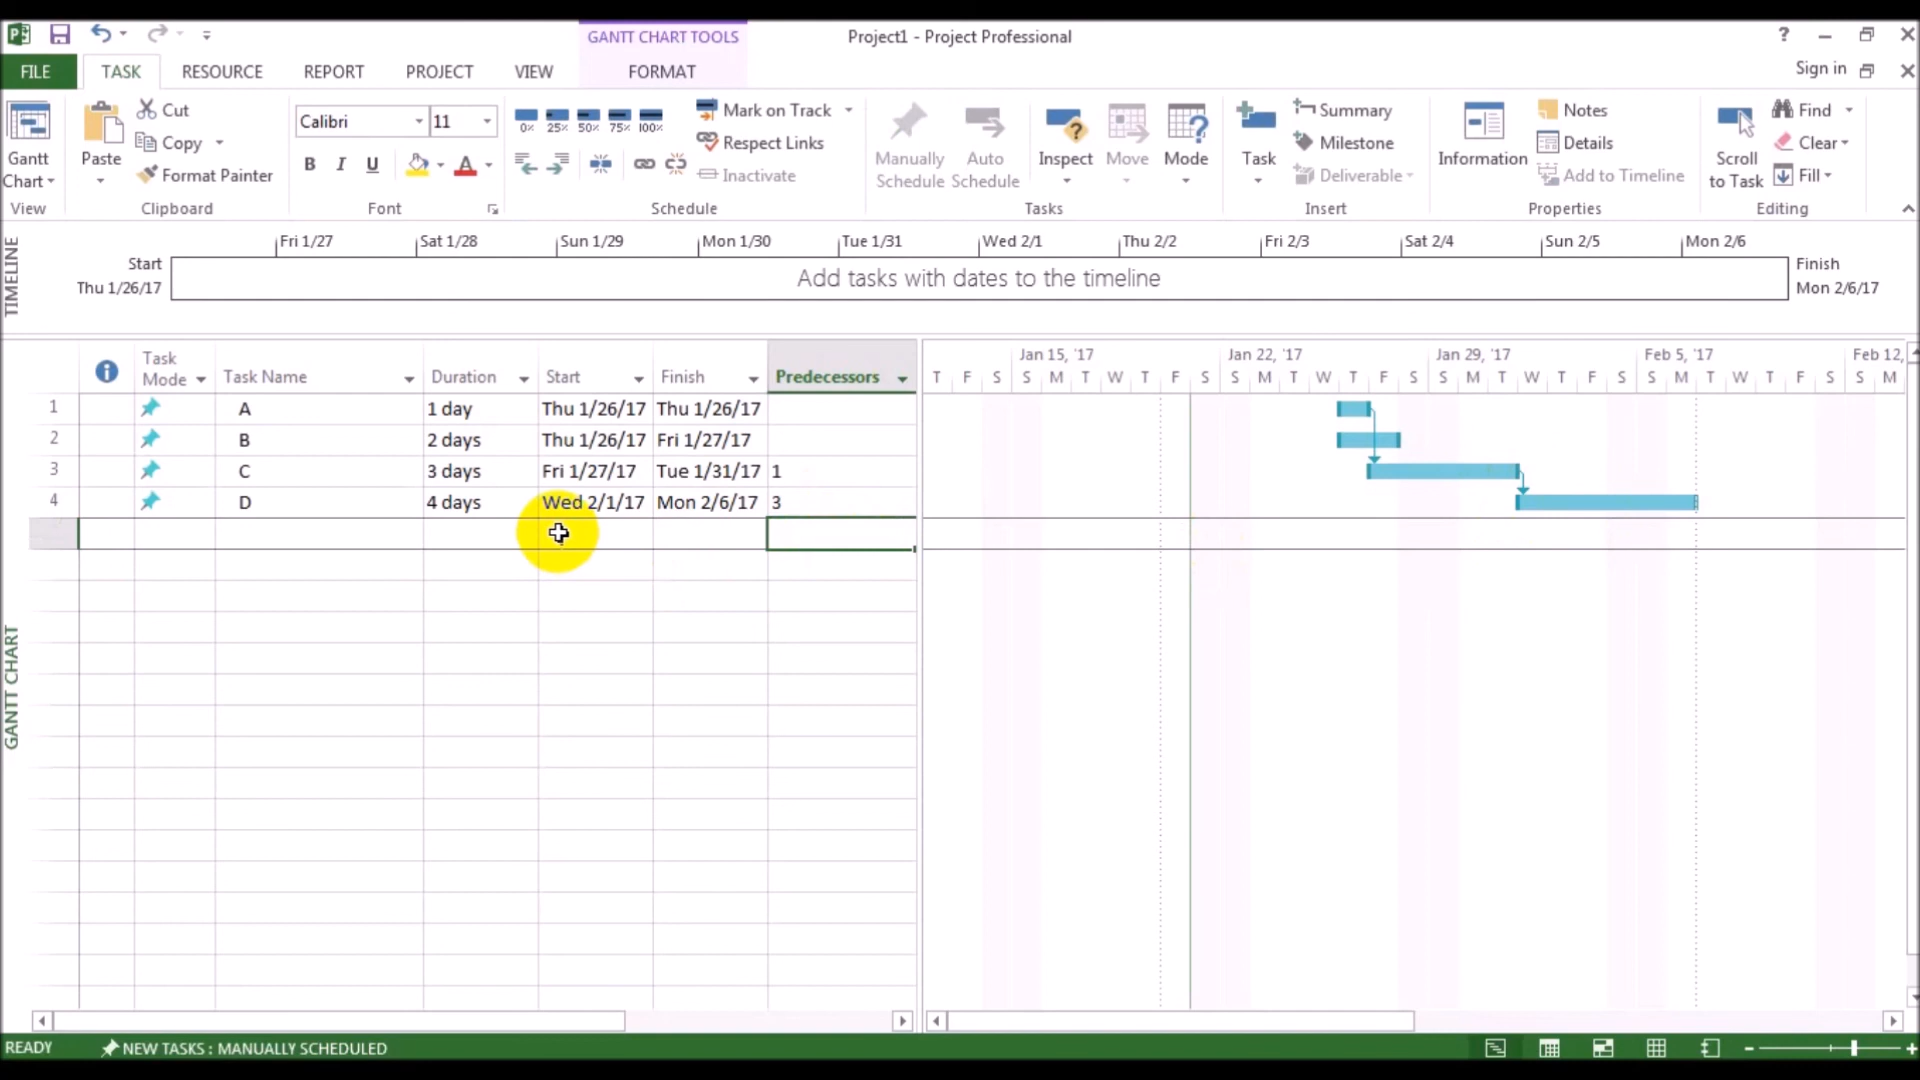 GANTT CHART TOOLS
Project1 - Project Professional
?
FILE TASK RESOURCE REPORT PROJECT VIEW FORMAT
Sign in
Gantt Chart
View
Paste
Cut
Copy
Format Painter
Clipboard
Calibri 11
B I U A
Font
0% 25% 50% 75% 100%
Mark on Track
Respect Links
Inactivate
Schedule
Manually Schedule
Auto Schedule
Inspect
Move
Mode
Tasks
Task
Summary
Milestone
Deliverable
Insert
Information
Notes
Details
Add to Timeline
Properties
Scroll to Task
Find
Clear
Fill
Editing
TIMELINE
Fri 1/27 Sat 1/28 Sun 1/29 Mon 1/30 Tue 1/31 Wed 2/1 Thu 2/2 Fri 2/3 Sat 2/4 Sun 2/5 Mon 2/6
Start
Thu 1/26/17
Add tasks with dates to the timeline
Finish
Mon 2/6/17
Task Mode Task Name Duration Start Finish Predecessors
Jan 15, '17 Jan 22, '17 Jan 29, '17 Feb 5, '17 Feb 12,
T F S S M T W T F S S M T W T F S S M T W T F S S M T W T F S S M
1 A 1 day Thu 1/26/17 Thu 1/26/17
2 B 2 days Thu 1/26/17 Fri 1/27/17
3 C 3 days Fri 1/27/17 Tue 1/31/17 1
4 D 4 days Wed 2/1/17 Mon 2/6/17 3
GANTT CHART
READY NEW TASKS : MANUALLY SCHEDULED